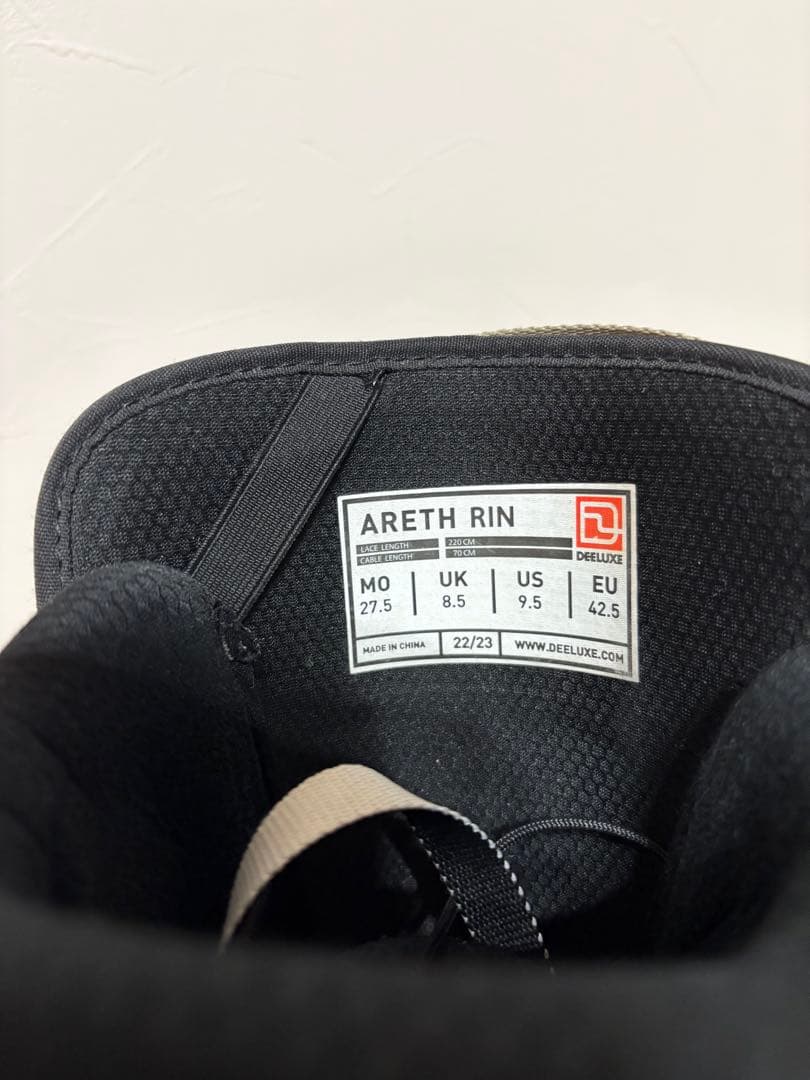 ARETH RIN
DEELUXE
LACE LENGTH 220 CM
CABLE LENGTH 70 CM
MO UK US EU
27.5 8.5 9.5 42.5
MADE IN CHINA 22/23 WWW.DEELUXE.COM